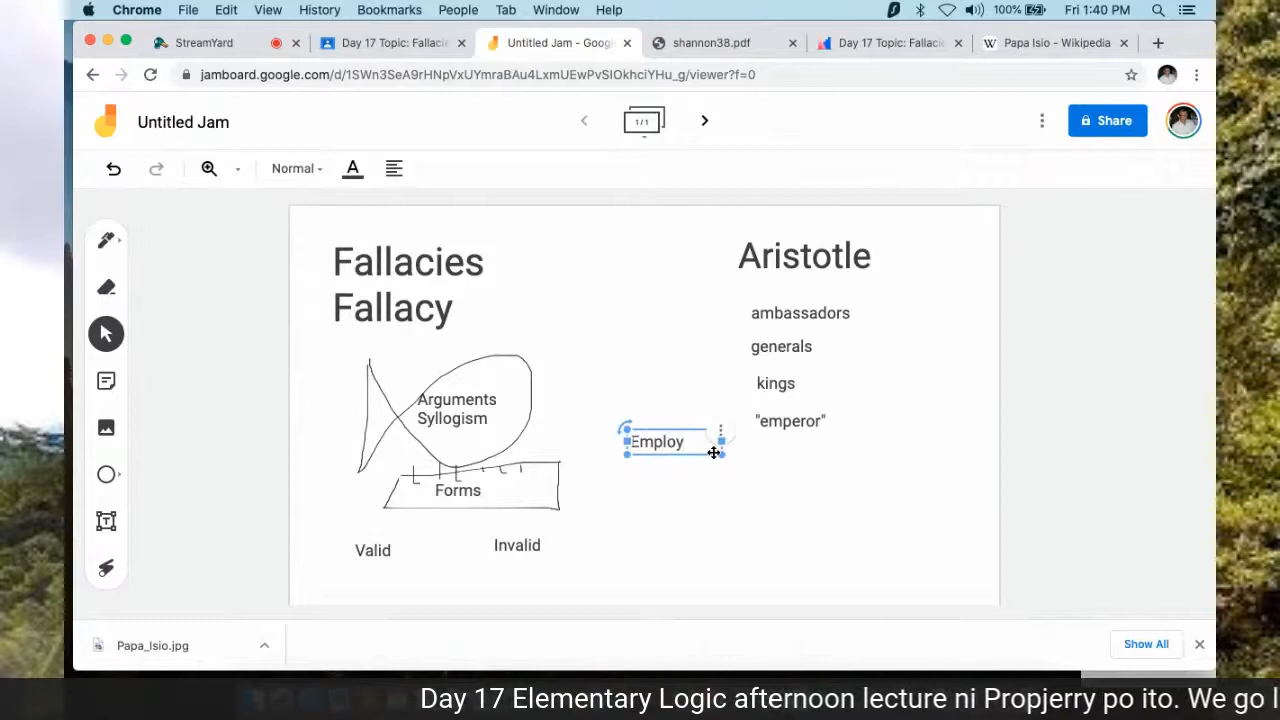 Chrome File Edit View History Bookmarks People Tab Window Help 100% Fri 1:40 PM
StreamYard Day 17 Topic: Fallacie Untitled Jam - Goog shannon38.pdf Day 17 Topic: Fallacie Papa Isio - Wikipedia
jamboard.google.com/d/1SWn3SeA9rHNpVxUYmraBAu4LxmUEwPvSIOkhciYHu_g/viewer?f=0
Untitled Jam 1/1 Share
Normal A
Fallacies
Fallacy
Aristotle
ambassadors
generals
kings
"emperor"
Arguments
Syllogism
Employ
Forms
Valid
Invalid
Papa_Isio.jpg Show All
Day 17 Elementary Logic afternoon lecture ni Propjerry po ito. We go l